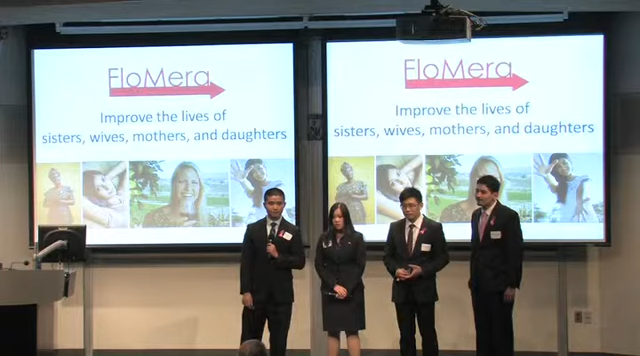 FloMera
Improve the lives of
sisters, wives, mothers, and daughters
FloMera
Improve the lives of
sisters, wives, mothers, and daughters